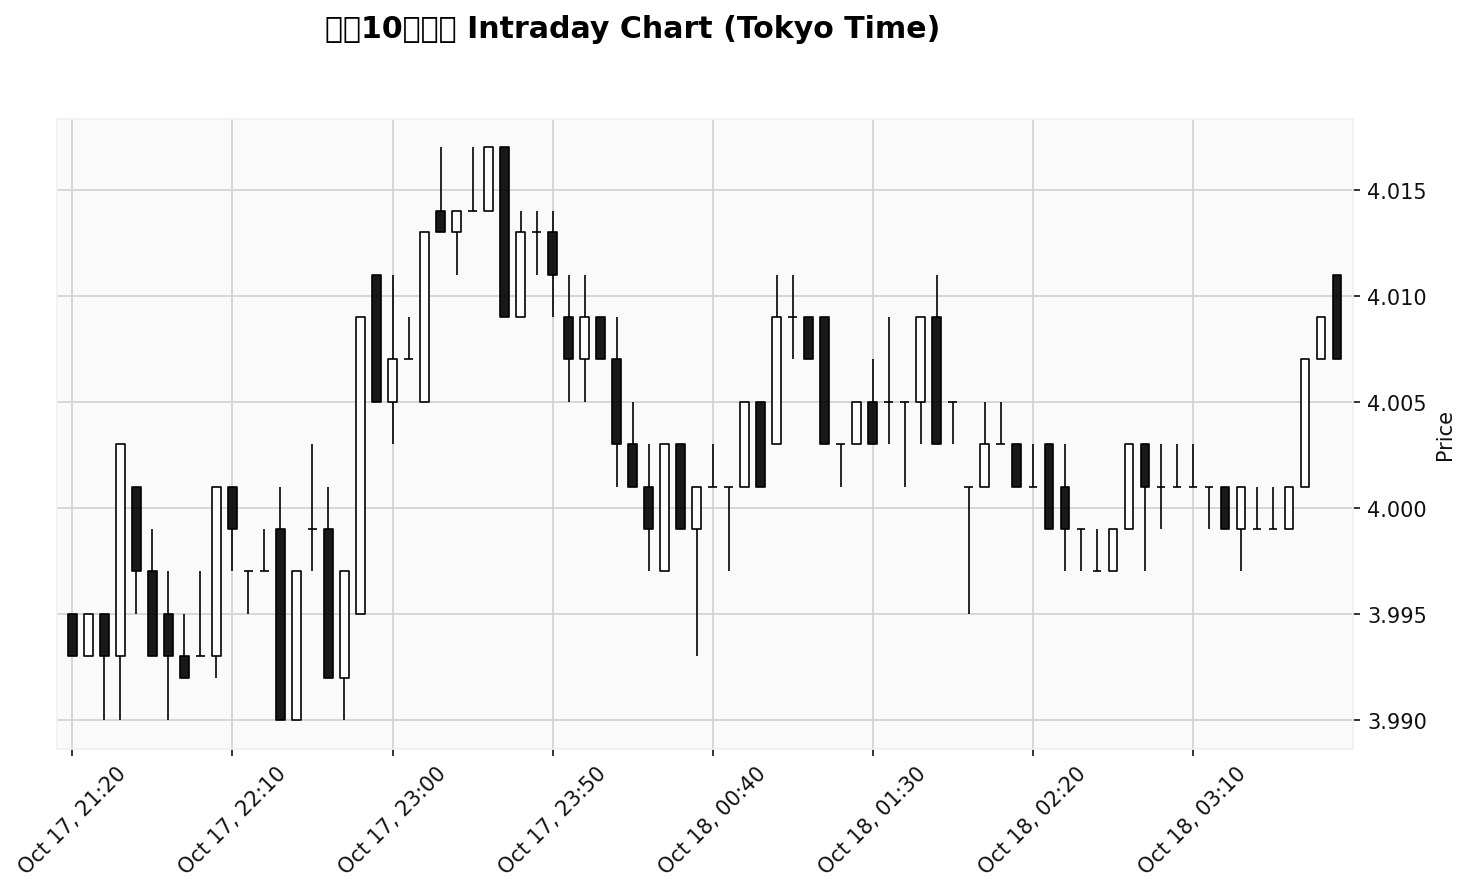 10 Intraday Chart (Tokyo Time)
4.015
4.010
4.005
4.000
3.995
3.990
Price
Oct 17, 21:20
Oct 17, 22:10
Oct 17, 23:00
Oct 17, 23:50
Oct 18, 00:40
Oct 18, 01:30
Oct 18, 02:20
Oct 18, 03:10